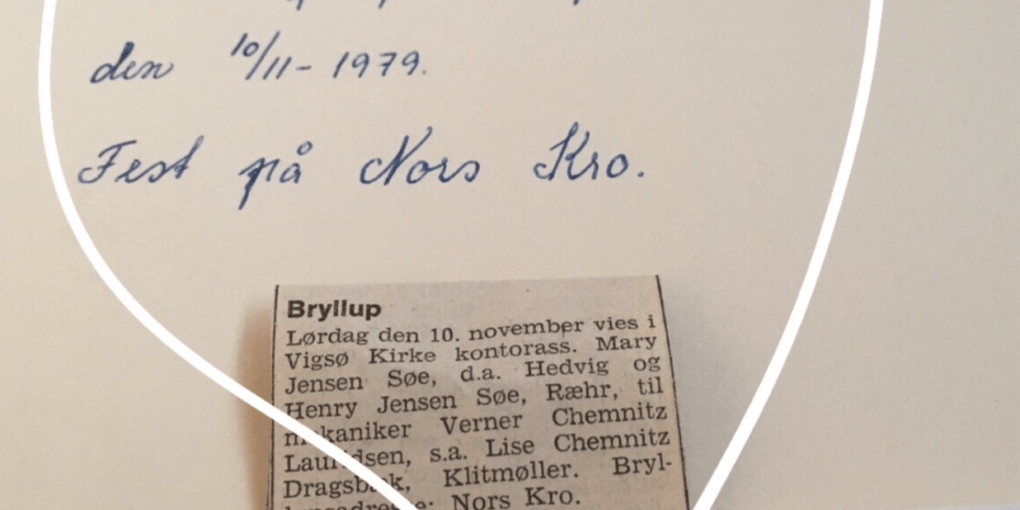 den 10/11 - 1979.
Fest på Nors Kro.
Bryllup
Lørdag den 10. november vies i
Vigsø Kirke kontorass. Mary
Jensen Søe, d.a. Hedvig og
Henry Jensen Søe, Ræhr, til
mekaniker Verner Chemnitz
Lauridsen, s.a. Lise Chemnitz
Dragsbæk, Klitmøller. Bryl-
Nors Kro.